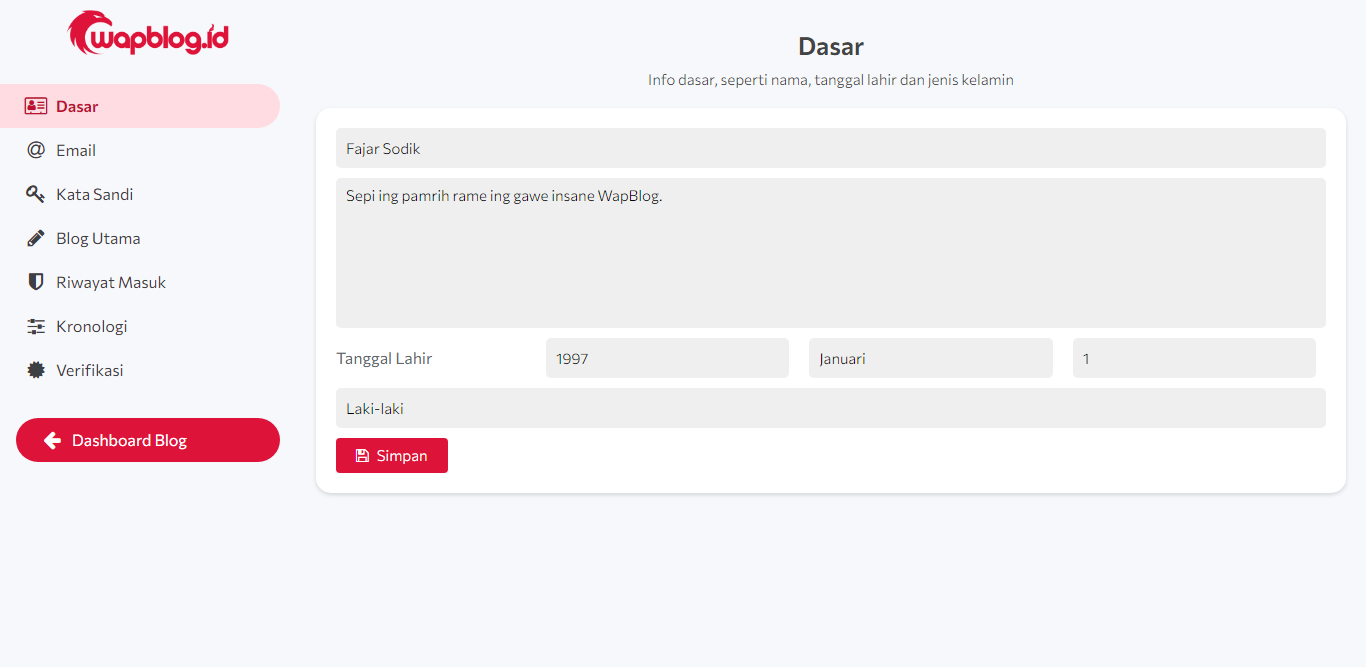 wapblog.id
Dasar
Email
Kata Sandi
Blog Utama
Riwayat Masuk
Kronologi
Verifikasi
Dashboard Blog
Dasar
Info dasar, seperti nama, tanggal lahir dan jenis kelamin
Fajar Sodik
Sepi ing pamrih rame ing gawe insane WapBlog.
Tanggal Lahir 1997 Januari 1
Laki-laki
Simpan